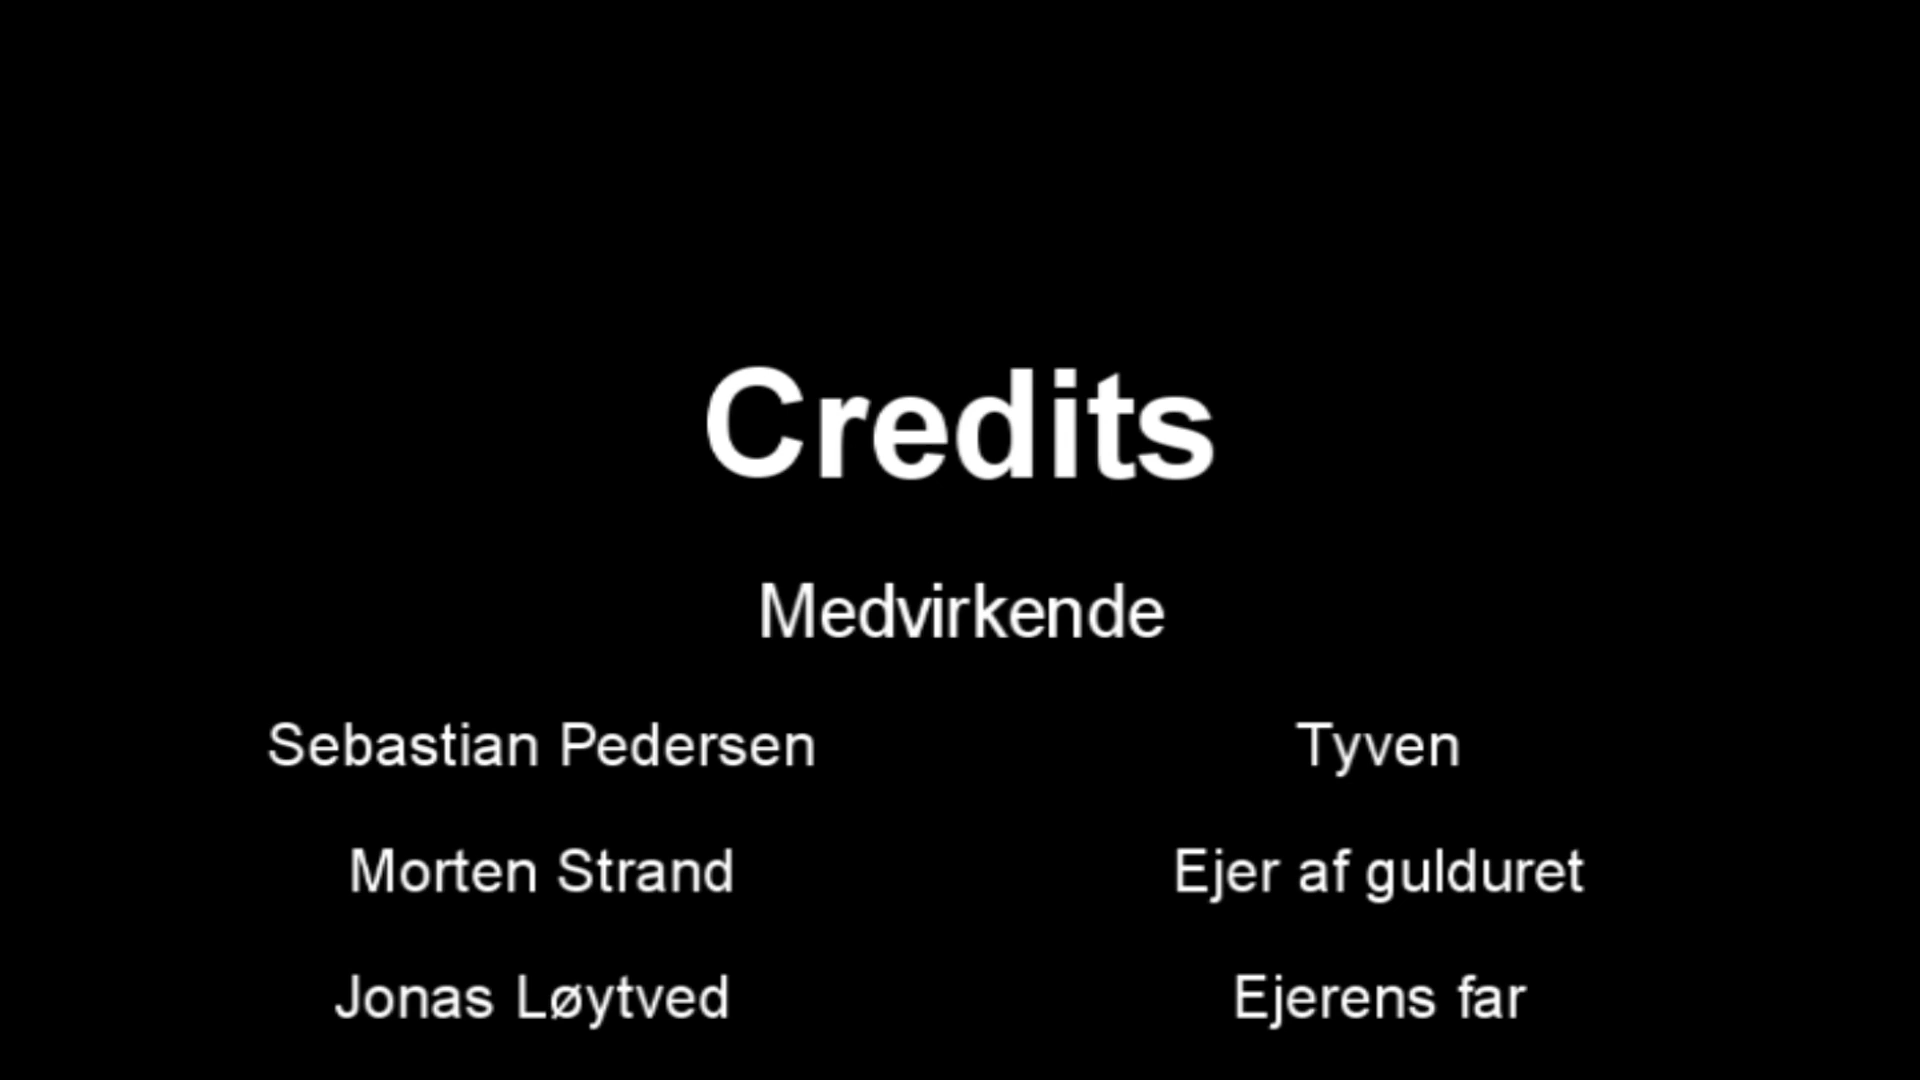 Credits
Medvirkende
Sebastian Pedersen Tyven
Morten Strand Ejer af gulduret
Jonas Løytved Ejerens far